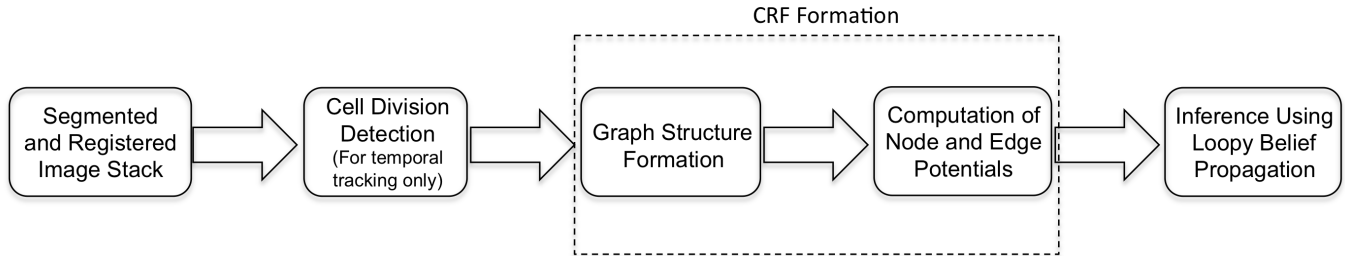 CRF Formation
Segmented
and Registered
Image Stack
Cell Division
Detection
(For temporal
tracking only)
Graph Structure
Formation
Computation of
Node and Edge
Potentials
Inference Using
Loopy Belief
Propagation